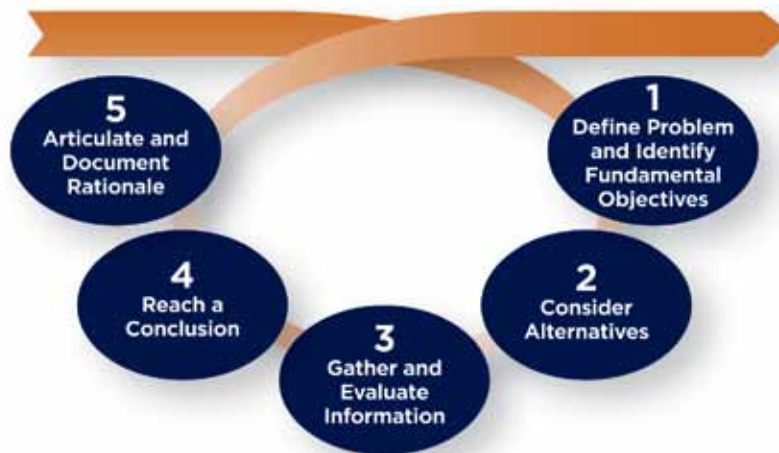 1
Define Problem
and Identify
Fundamental
Objectives
2
Consider
Alternatives
3
Gather and
Evaluate
Information
4
Reach a
Conclusion
5
Articulate and
Document
Rationale